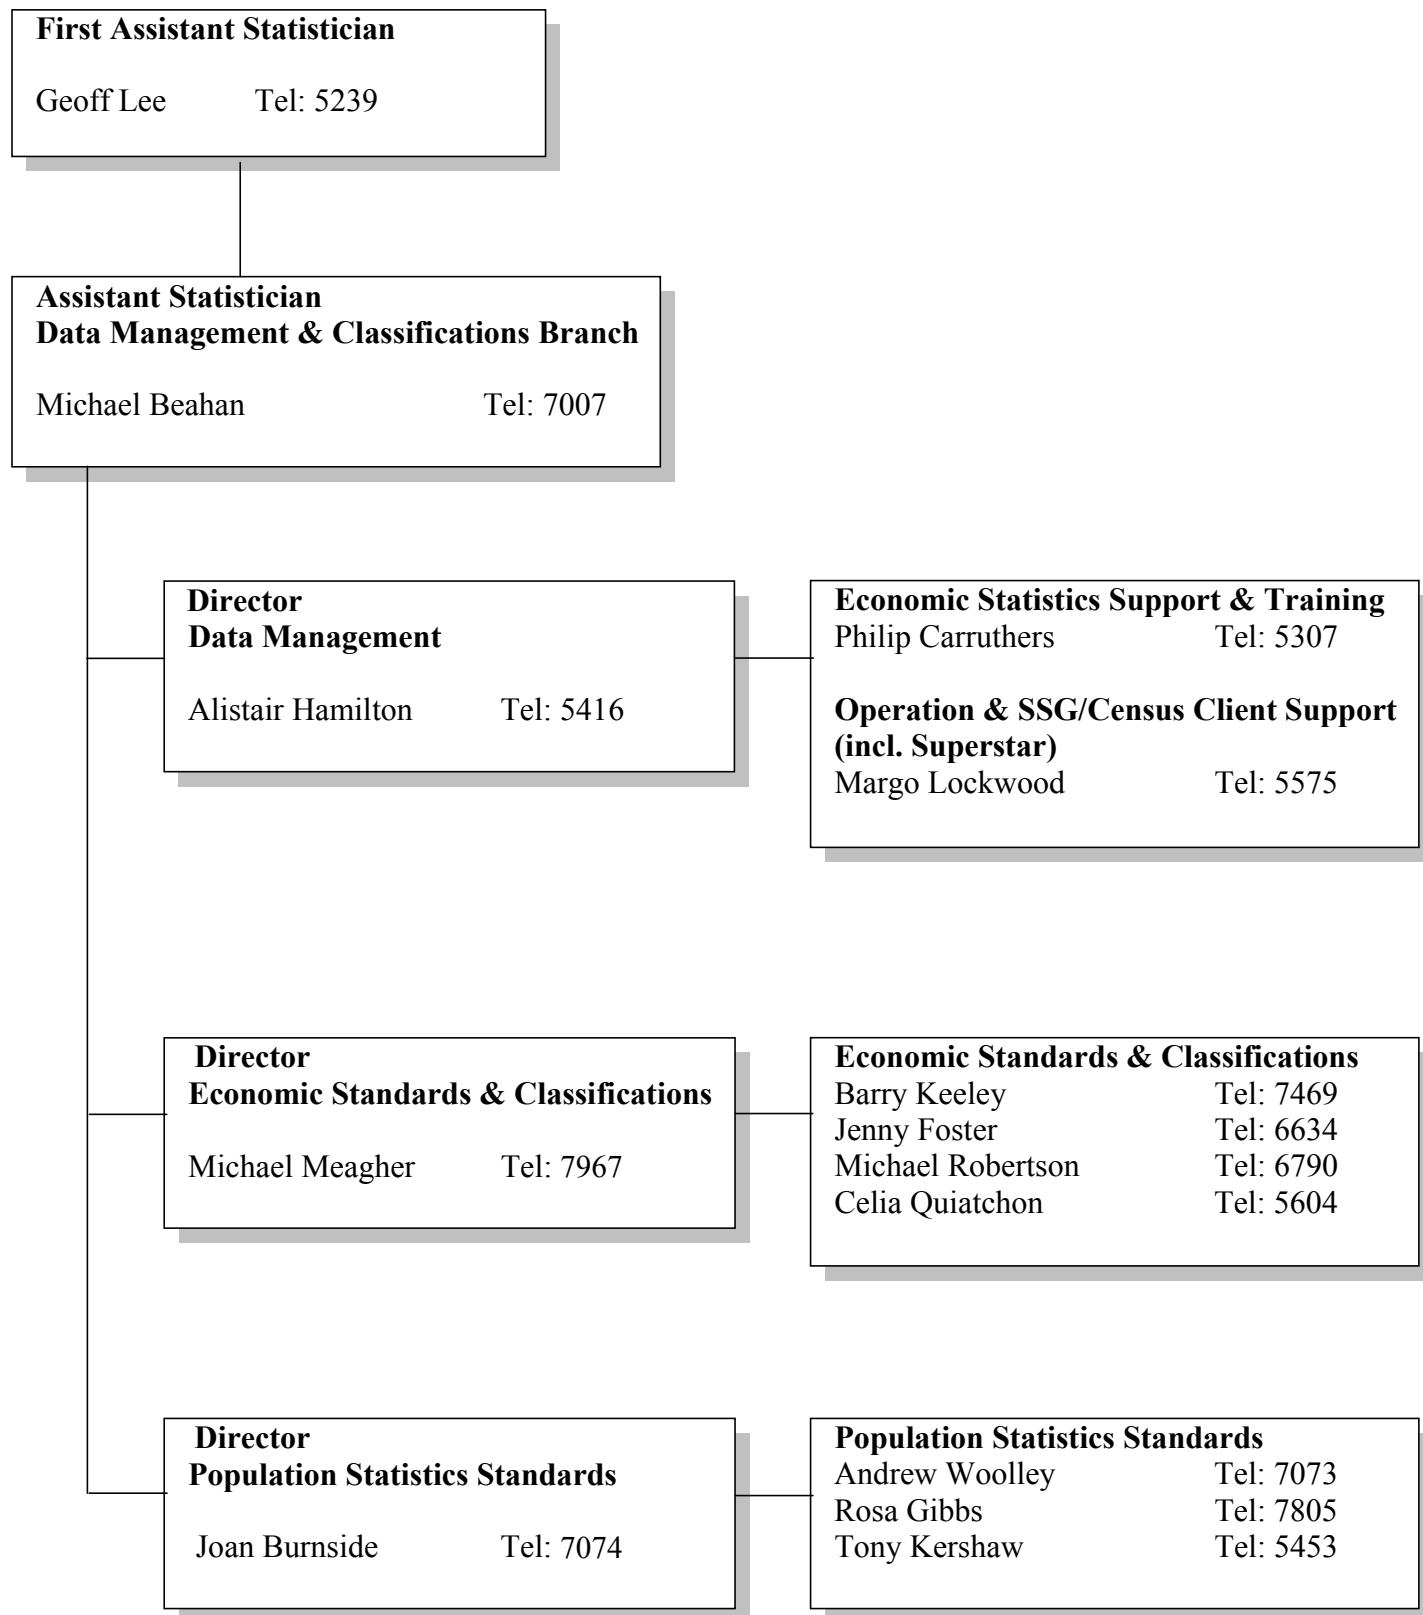 First Assistant Statistician
Geoff Lee Tel: 5239
Assistant Statistician
Data Management & Classifications Branch
Michael Beahan Tel: 7007
Director
Data Management
Alistair Hamilton Tel: 5416
Economic Statistics Support & Training
Philip Carruthers Tel: 5307
Operation & SSG/Census Client Support
(incl. Superstar)
Margo Lockwood Tel: 5575
Director
Economic Standards & Classifications
Michael Meagher Tel: 7967
Economic Standards & Classifications
Barry Keeley Tel: 7469
Jenny Foster Tel: 6634
Michael Robertson Tel: 6790
Celia Quiatchon Tel: 5604
Director
Population Statistics Standards
Joan Burnside Tel: 7074
Population Statistics Standards
Andrew Woolley Tel: 7073
Rosa Gibbs Tel: 7805
Tony Kershaw Tel: 5453